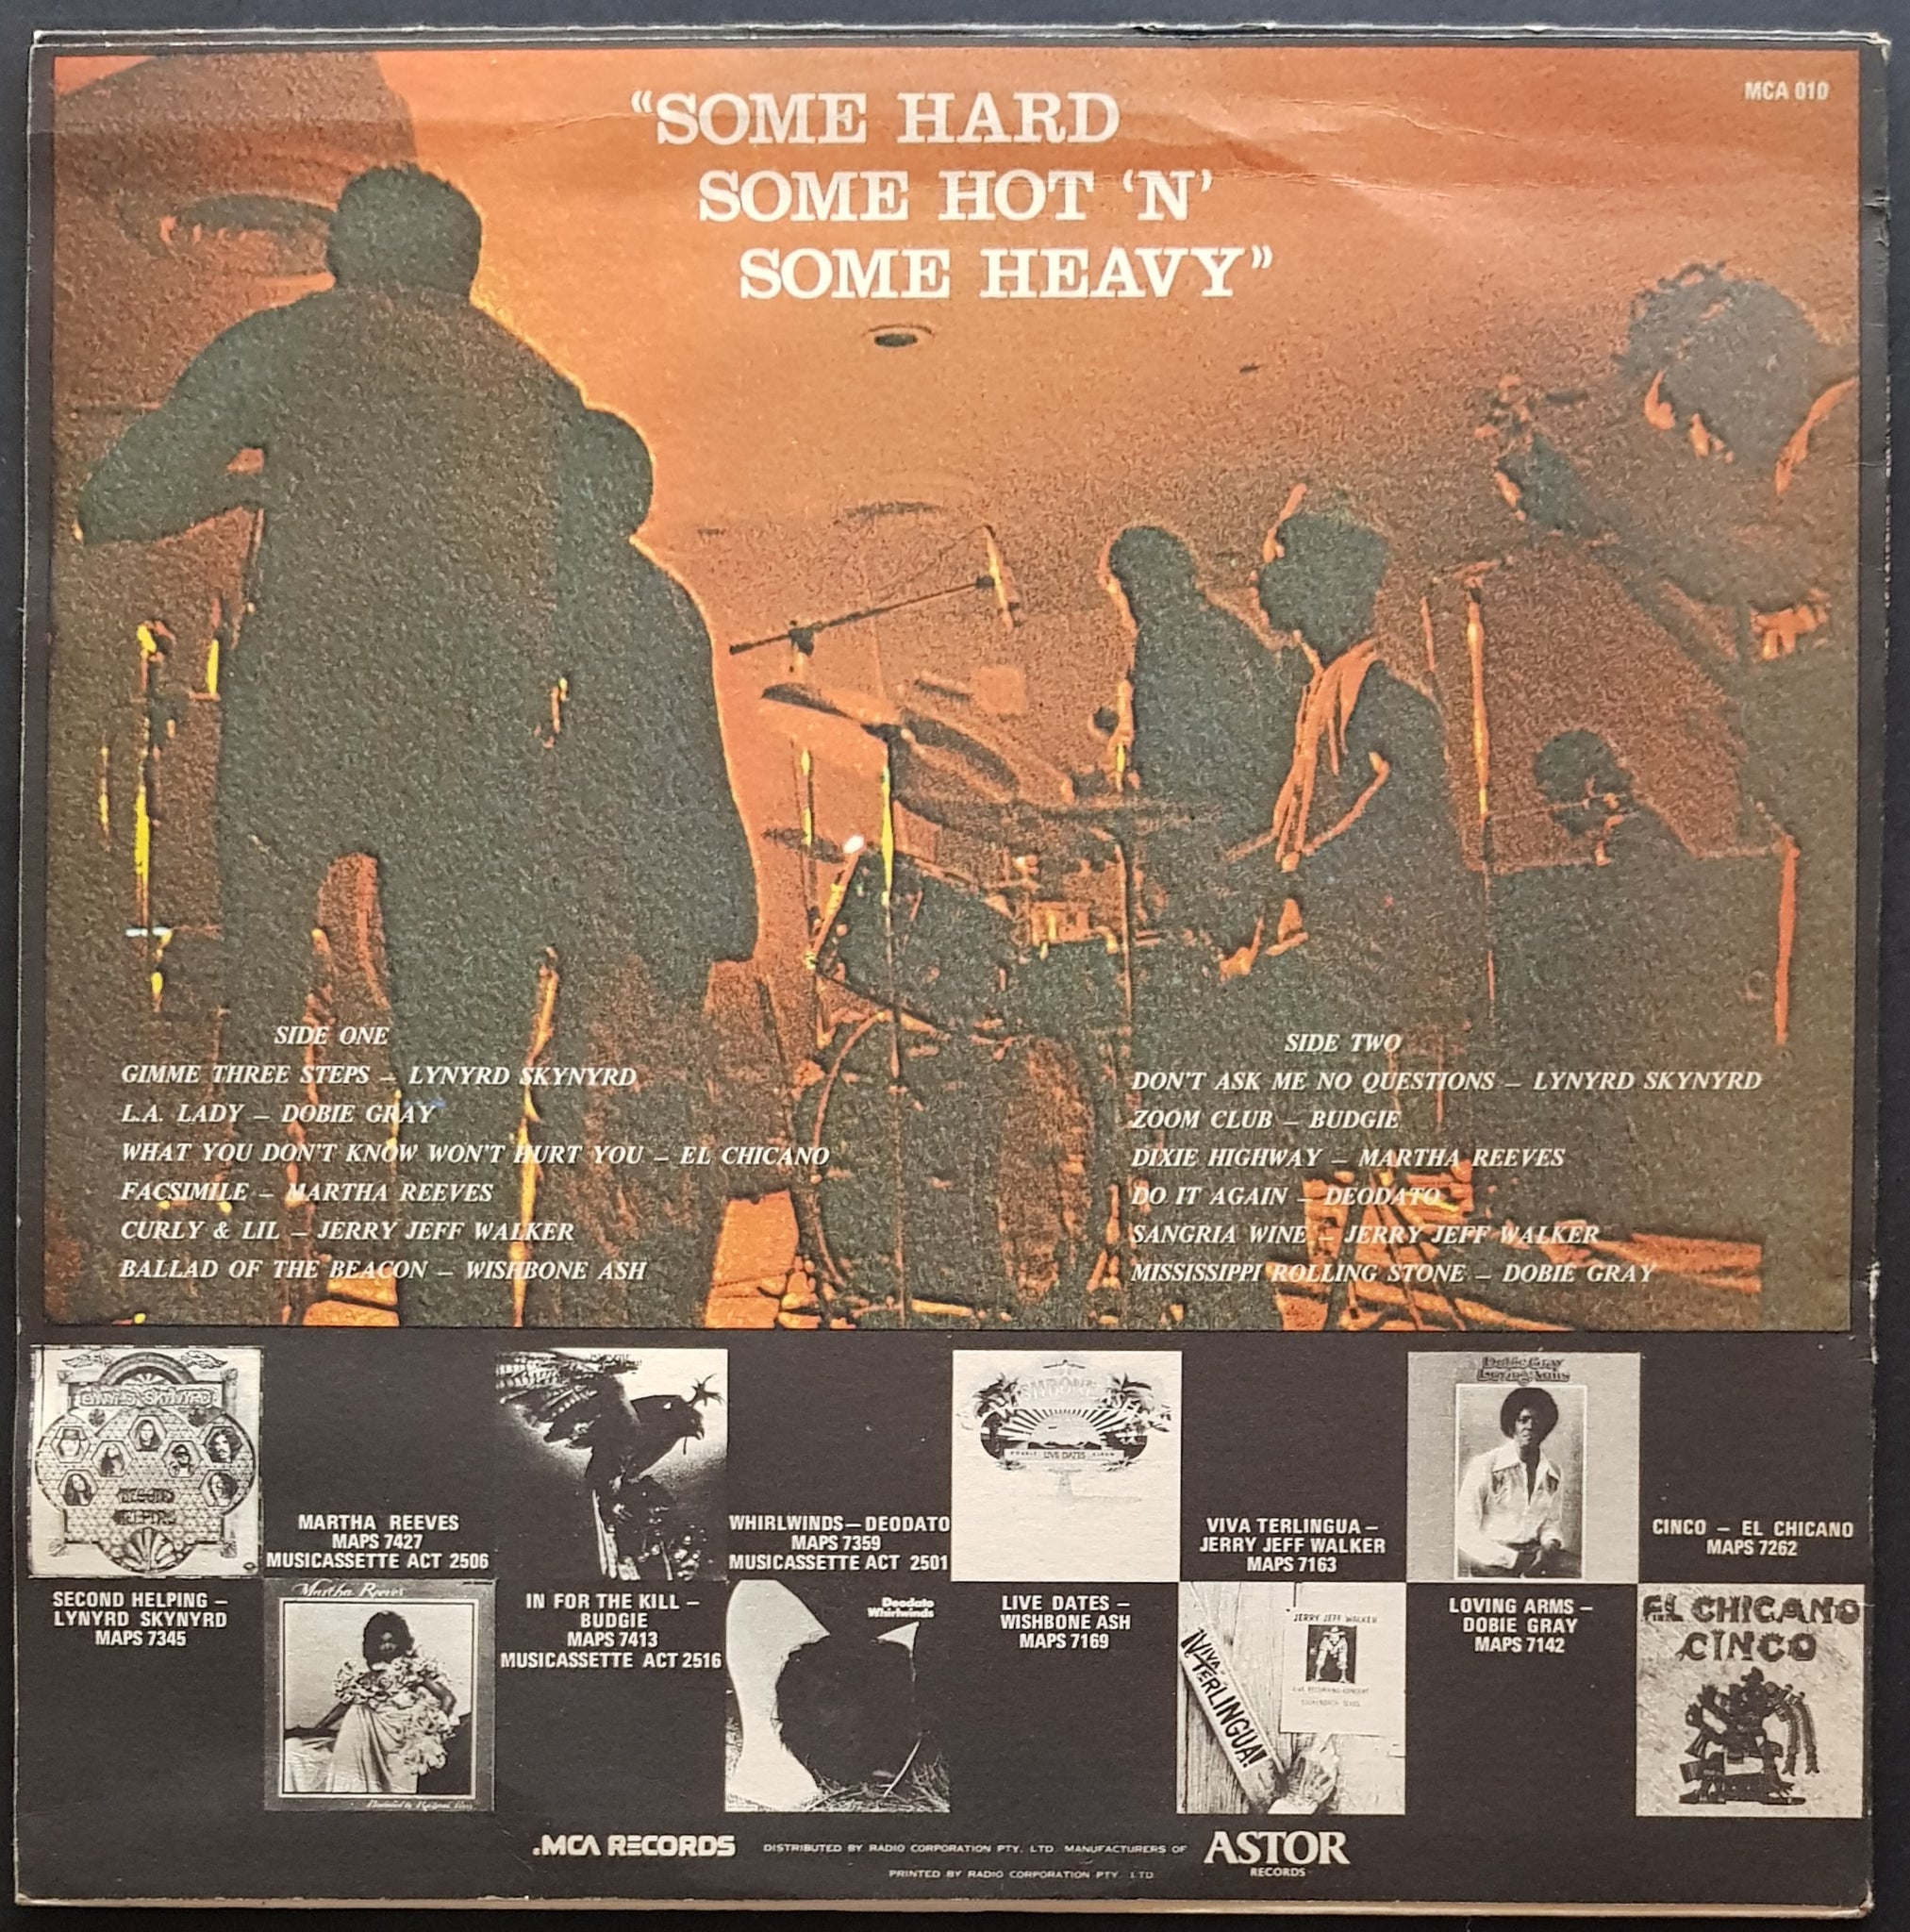 MCA 010
“SOME HARD
SOME HOT ‘N’
SOME HEAVY”
SIDE ONE
GIMME THREE STEPS – LYNYRD SKYNYRD
L.A. LADY – DOBIE GRAY
WHAT YOU DON'T KNOW WON'T HURT YOU – EL CHICANO
FACSIMILE – MARTHA REEVES
CURLY & LIL – JERRY JEFF WALKER
BALLAD OF THE BEACON – WISHBONE ASH
SIDE TWO
DON'T ASK ME NO QUESTIONS – LYNYRD SKYNYRD
ZOOM CLUB – BUDGIE
DIXIE HIGHWAY – MARTHA REEVES
DO IT AGAIN – DEODATO
SANGRIA WINE – JERRY JEFF WALKER
MISSISSIPPI ROLLING STONE – DOBIE GRAY
LYNYRD SKYNYRD
SECOND
HELPING
SECOND HELPING –
LYNYRD SKYNYRD
MAPS 7345
MARTHA REEVES
MAPS 7427
MUSICASSETTE ACT 2506
Martha Reeves
IN FOR THE KILL –
BUDGIE
MAPS 7413
MUSICASSETTE ACT 2516
WHIRLWINDS – DEODATO
MAPS 7359
MUSICASSETTE ACT 2501
Deodato
Whirlwinds
LIVE DATES
LIVE DATES –
WISHBONE ASH
MAPS 7169
VIVA TERLINGUA –
JERRY JEFF WALKER
MAPS 7163
JERRY JEFF WALKER
¡VIVA TERLINGUA!
Dobie Gray
Loving Arms
LOVING ARMS –
DOBIE GRAY
MAPS 7142
CINCO – EL CHICANO
MAPS 7262
EL CHICANO
CINCO
.MCA RECORDS
DISTRIBUTED BY RADIO CORPORATION PTY. LTD. MANUFACTURERS OF
ASTOR
RECORDS
PRINTED BY RADIO CORPORATION PTY. LTD.